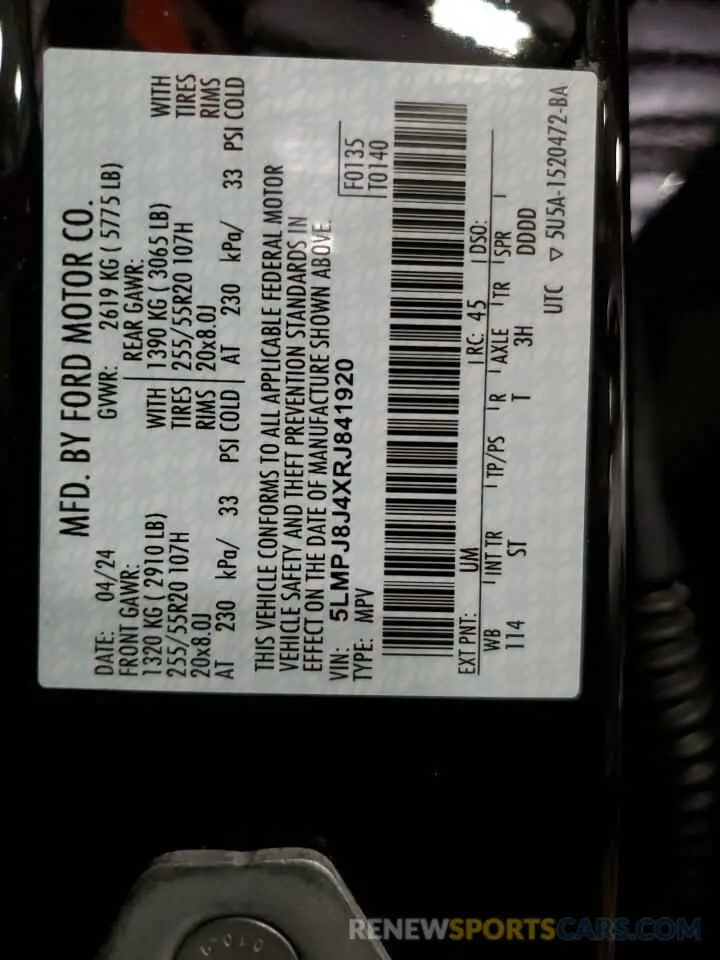 MFD. BY FORD MOTOR CO.
DATE: 04/24 GVWR: 2619 KG ( 5775 LB)
FRONT GAWR: REAR GAWR:
1320 KG ( 2910 LB) WITH 1390 KG ( 3065 LB) WITH
255/55R20 107H TIRES 255/55R20 107H TIRES
20x8.0J RIMS 20x8.0J RIMS
AT 230 kPa/ 33 PSI COLD AT 230 kPa/ 33 PSI COLD
THIS VEHICLE CONFORMS TO ALL APPLICABLE FEDERAL MOTOR
VEHICLE SAFETY AND THEFT PREVENTION STANDARDS IN
EFFECT ON THE DATE OF MANUFACTURE SHOWN ABOVE.
VIN: 5LMPJ8J4XRJ841920 F0135
TYPE: MPV T0140
EXT PNT: UM RC: 45 DSO:
WB INT TR TP/PS R AXLE TR SPR
114 ST T 3H DDDD
UTC ▽ 5U5A-1520472-BA
RENEWSPORTSCARS.COM